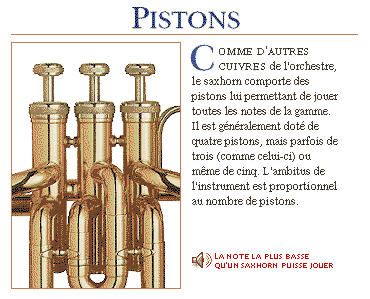 PISTONS
COMME D'AUTRES
CUIVRES de l'orchestre,
le saxhorn comporte des
pistons lui permettant de jouer
toutes les notes de la gamme.
Il est généralement doté de
quatre pistons, mais parfois de
trois (comme celui-ci) ou
même de cinq. L'ambitus de
l'instrument est proportionnel
au nombre de pistons.
LA NOTE LA PLUS BASSE
QU'UN SAXHORN PUISSE JOUER